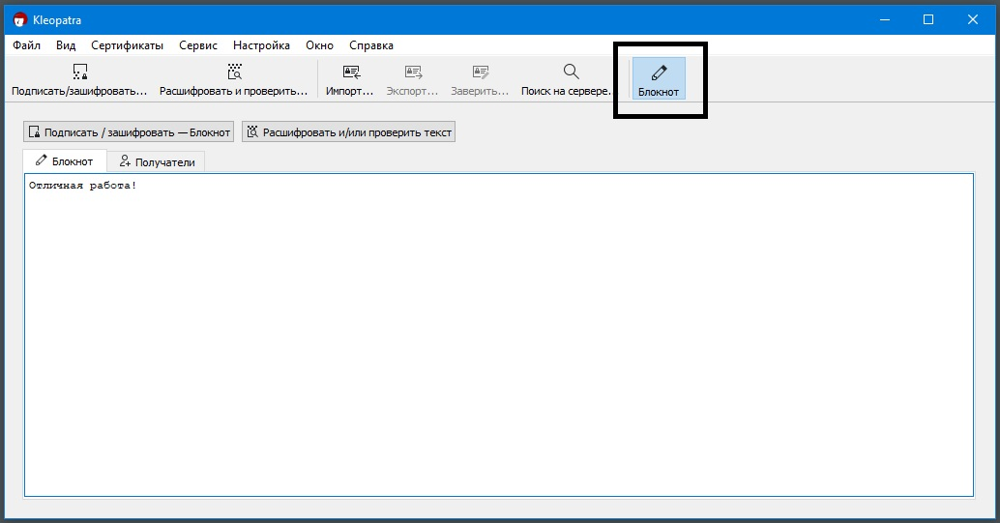 Kleopatra
Файл Вид Сертификаты Сервис Настройка Окно Справка
Подписать/зашифровать... Расшифровать и проверить... Импорт... Экспорт... Заверить... Поиск на сервере. Блокнот
Подписать / зашифровать — Блокнот Расшифровать и/или проверить текст
Блокнот Получатели
Отличная работа!